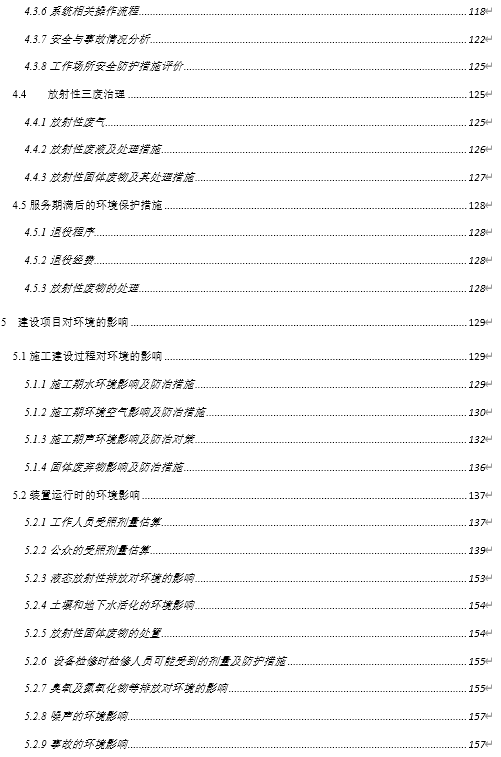 4.3.6 系统相关操作流程 118
4.3.7 安全与事故情况分析 122
4.3.8 工作场所安全防护措施评价 125
4.4 放射性三废治理 125
4.4.1 放射性废气 125
4.4.2 放射性废液及处理措施 126
4.4.3 放射性固体废物及其处理措施 127
4.5 服务期满后的环境保护措施 128
4.5.1 退役程序 128
4.5.2 退役经费 128
4.5.3 放射性废物的处理 128
5 建设项目对环境的影响 129
5.1 施工建设过程对环境的影响 129
5.1.1 施工期水环境影响及防治措施 129
5.1.2 施工期环境空气影响及防治措施 130
5.1.3 施工期声环境影响及防治对策 132
5.1.4 固体废弃物影响及防治措施 136
5.2 装置运行时的环境影响 137
5.2.1 工作人员受照剂量估算 137
5.2.2 公众的受照剂量估算 139
5.2.3 液态放射性排放对环境的影响 153
5.2.4 土壤和地下水活化的环境影响 154
5.2.5 放射性固体废物的处置 154
5.2.6 设备检修时检修人员可能受到的剂量及防护措施 155
5.2.7 臭氧及氮氧化物等排放对环境的影响 155
5.2.8 噪声的环境影响 157
5.2.9 事故的环境影响 157